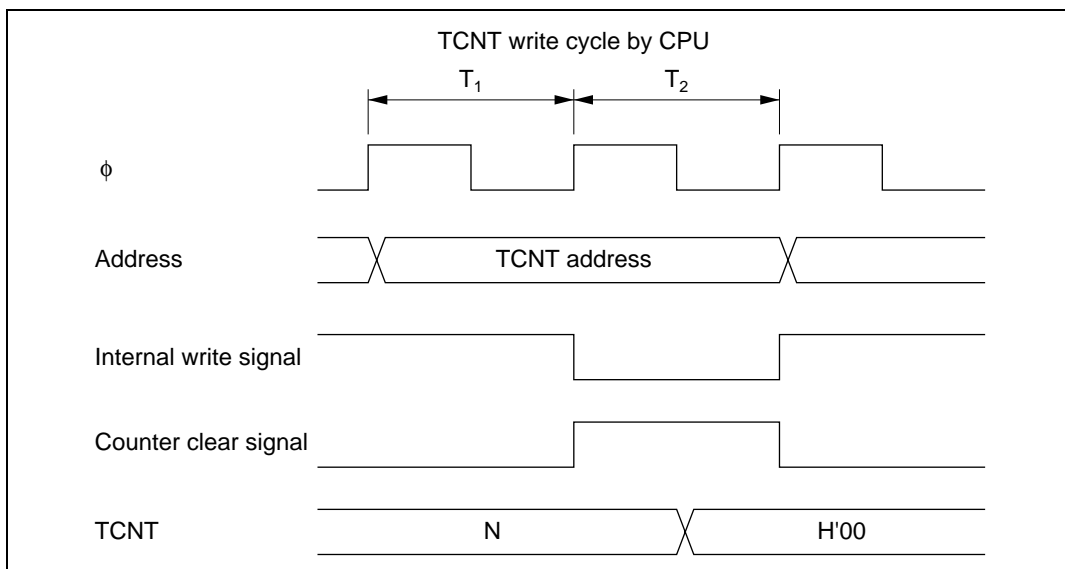 TCNT write cycle by CPU
T1 T2
ϕ
Address TCNT address
Internal write signal
Counter clear signal
TCNT N H'00